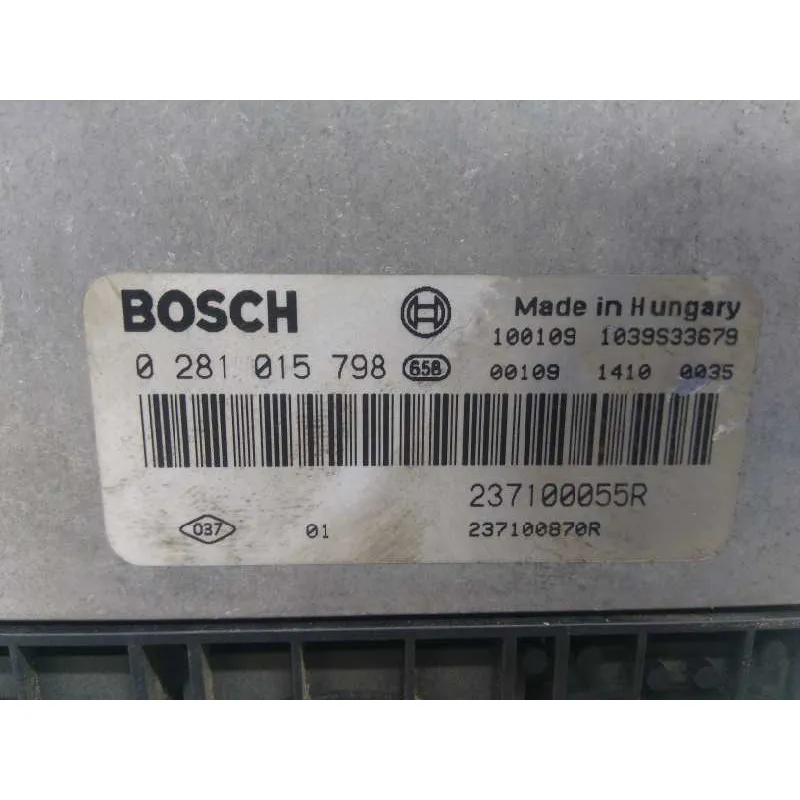 BOSCH
Made in Hungary
100109 1039S33679
0 281 015 798 658
00109 1410 0035
237100055R
037 01 237100870R